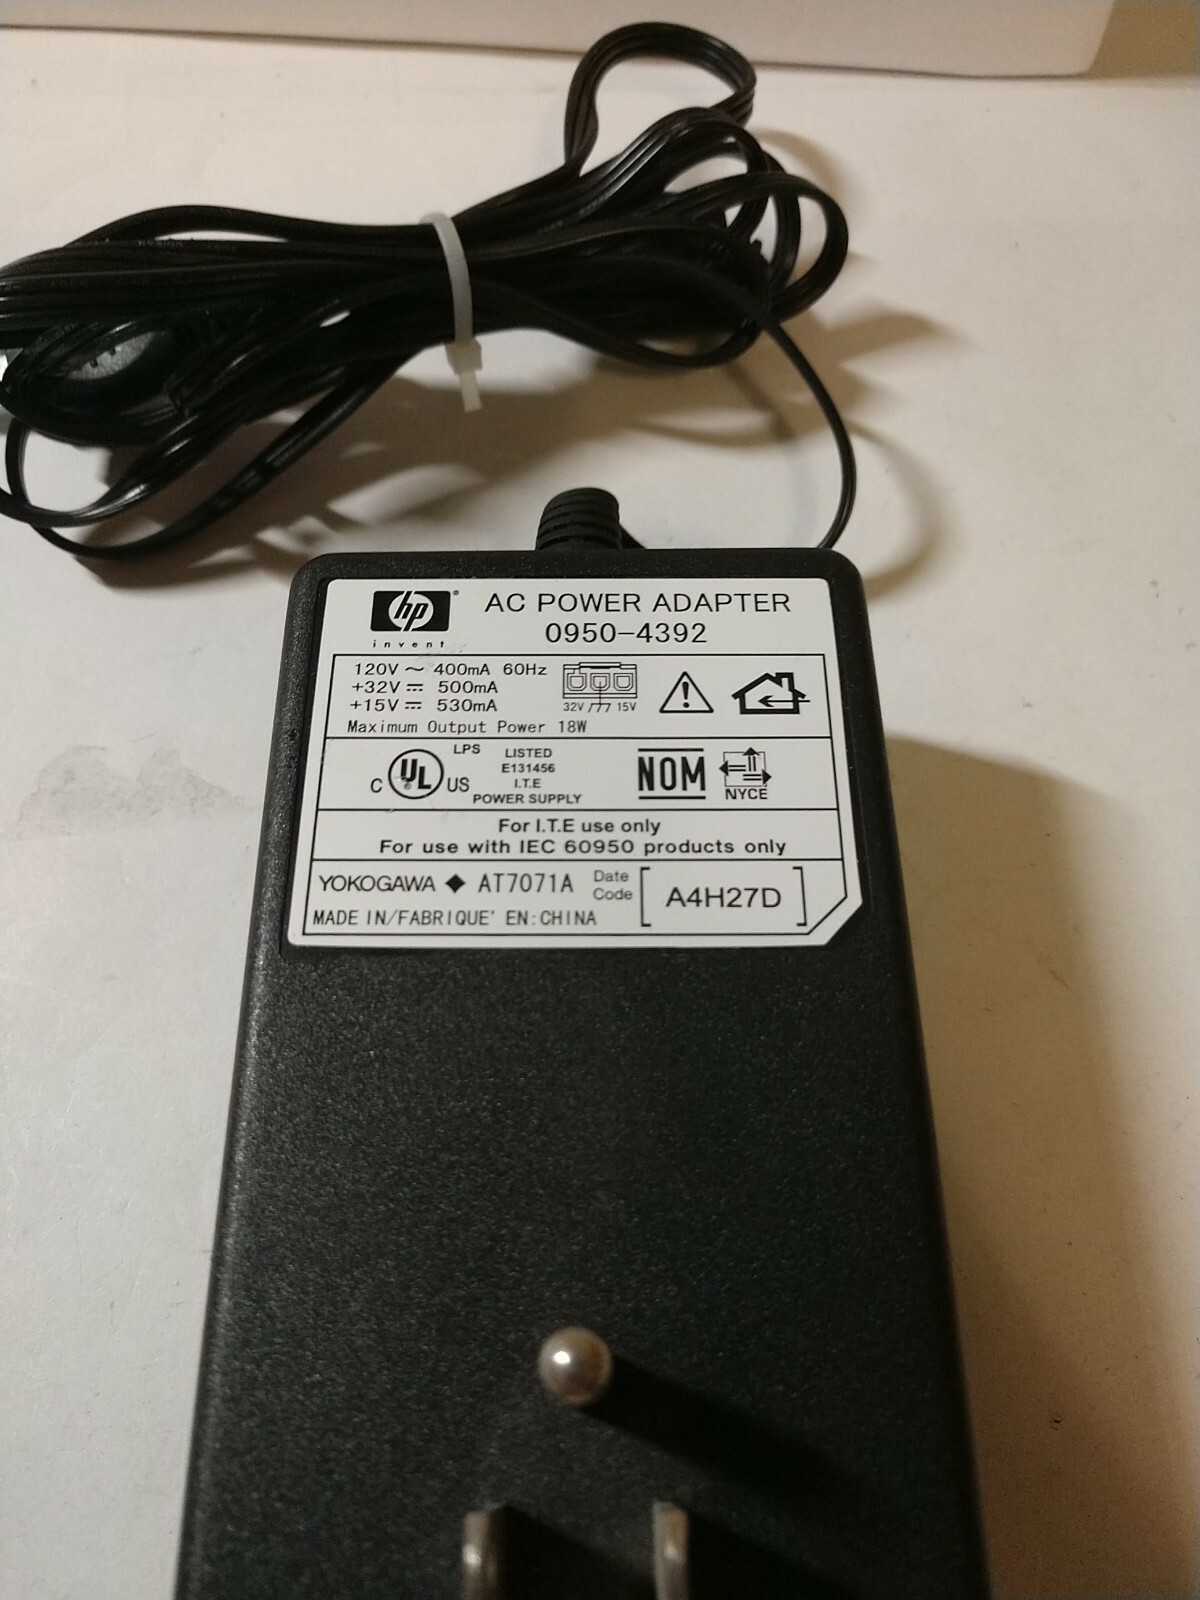 hp®
invent
AC POWER ADAPTER
0950-4392
120V ~ 400mA 60Hz
+32V ⎓ 500mA
+15V ⎓ 530mA
Maximum Output Power 18W
32V 15V
C UL ® US
LPS
LISTED
E131456
I.T.E
POWER SUPPLY
NOM
NYCE
For I.T.E use only
For use with IEC 60950 products only
YOKOGAWA ◆ AT7071A
Date
Code
[A4H27D]
MADE IN/FABRIQUE' EN:CHINA